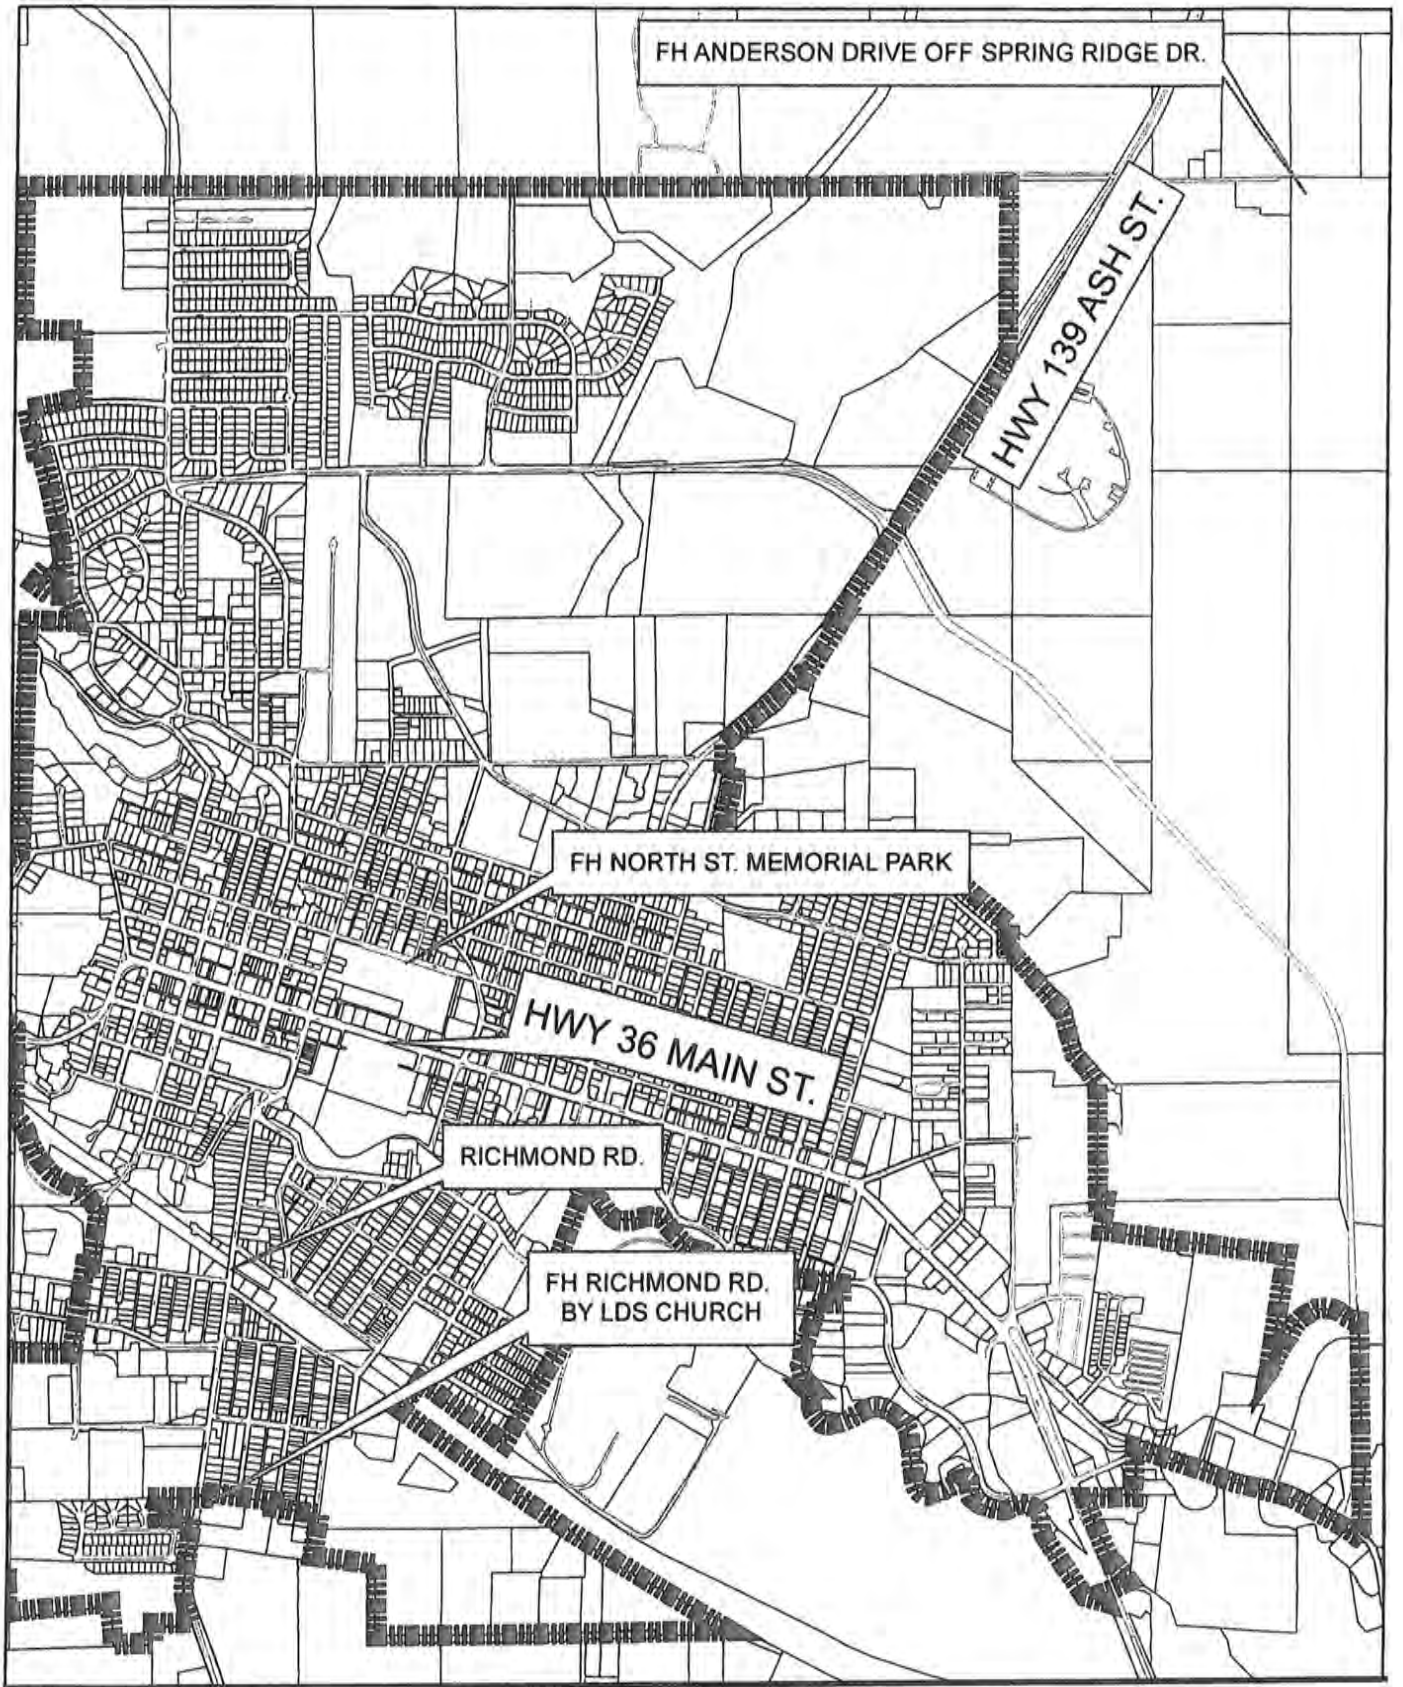 FH ANDERSON DRIVE OFF SPRING RIDGE DR.
HWY 139 ASH ST.
FH NORTH ST. MEMORIAL PARK
HWY 36 MAIN ST.
RICHMOND RD.
FH RICHMOND RD.
BY LDS CHURCH